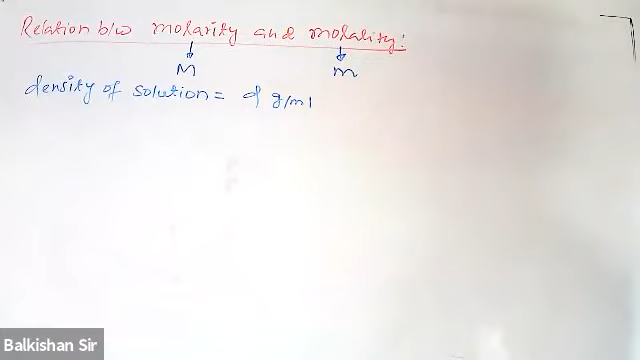 Relation b/w molarity and molality:
M m
density of solution = d g/ml
Balkishan Sir